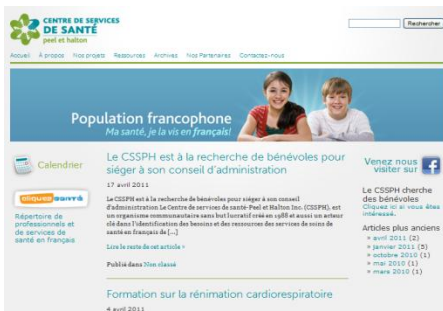 CENTRE DE SERVICES
DE SANTÉ
peel et halton
Rechercher
Accueil À propos Nos projets Ressources Archives Nos Partenaires Contactez-nous
Population francophone
Ma santé, je la vis en français!
Calendrier
cliquez santé
Répertoire de
professionnels et
de services de
santé en français
Le CSSPH est à la recherche de bénévoles pour
siéger à son conseil d'administration
17 avril 2011
Le CSSPH est à la recherche de bénévoles pour siéger à son conseil
d'administration Le Centre de services de santé-Peel et Halton Inc. (CSSPH), est
un organisme communautaire sans but lucratif créé en 1988 et aussi un acteur
clé dans l'identification des besoins et des ressources des services de soins de
santé en français de [...]
Lire le reste de cet article »
Publié dans Non classé
Formation sur la rénimation cardiorespiratoire
4 avril 2011
Venez nous
visiter sur f
Le CSSPH cherche
des bénévoles
Cliquez ici si vous êtes
intéressé.
Articles plus anciens
» avril 2011 (2)
» janvier 2011 (5)
» octobre 2010 (1)
» mai 2010 (1)
» mars 2010 (1)